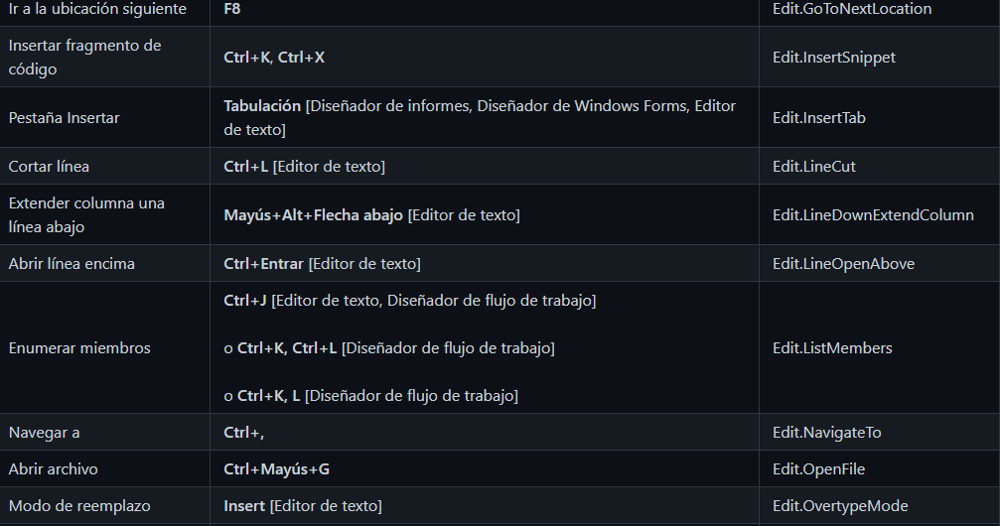 Ir a la ubicación siguiente F8 Edit.GoToNextLocation
Insertar fragmento de
código
Ctrl+K, Ctrl+X
Edit.InsertSnippet
Pestaña Insertar
Tabulación [Diseñador de informes, Diseñador de Windows Forms, Editor
de texto]
Edit.InsertTab
Cortar línea Ctrl+L [Editor de texto] Edit.LineCut
Extender columna una
línea abajo
Mayús+Alt+Flecha abajo [Editor de texto]
Edit.LineDownExtendColumn
Abrir línea encima Ctrl+Entrar [Editor de texto] Edit.LineOpenAbove
Enumerar miembros
Ctrl+J [Editor de texto, Diseñador de flujo de trabajo]
o Ctrl+K, Ctrl+L [Diseñador de flujo de trabajo]
o Ctrl+K, L [Diseñador de flujo de trabajo]
Edit.ListMembers
Navegar a Ctrl+, Edit.NavigateTo
Abrir archivo Ctrl+Mayús+G Edit.OpenFile
Modo de reemplazo Insert [Editor de texto] Edit.OvertypeMode